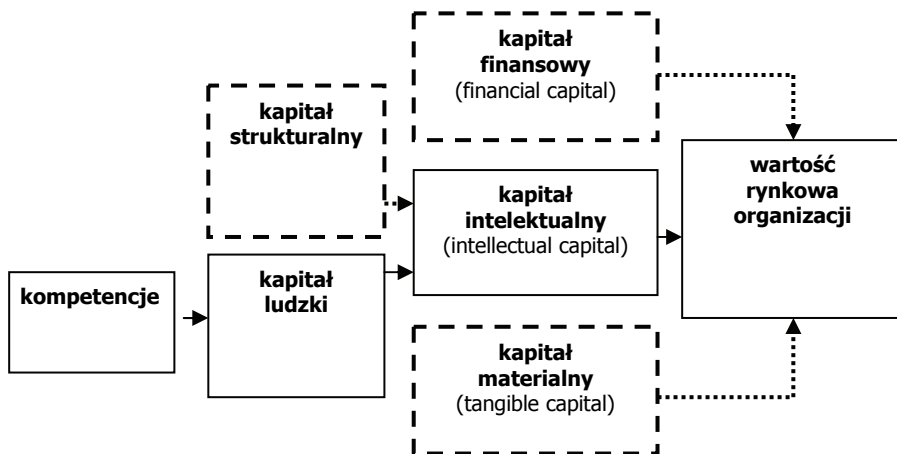 kapitał
finansowy
(financial capital)
kapitał
strukturalny
wartość
rynkowa
organizacji
kapitał
intelektualny
(intellectual capital)
kompetencje
kapitał
ludzki
kapitał
materialny
(tangible capital)